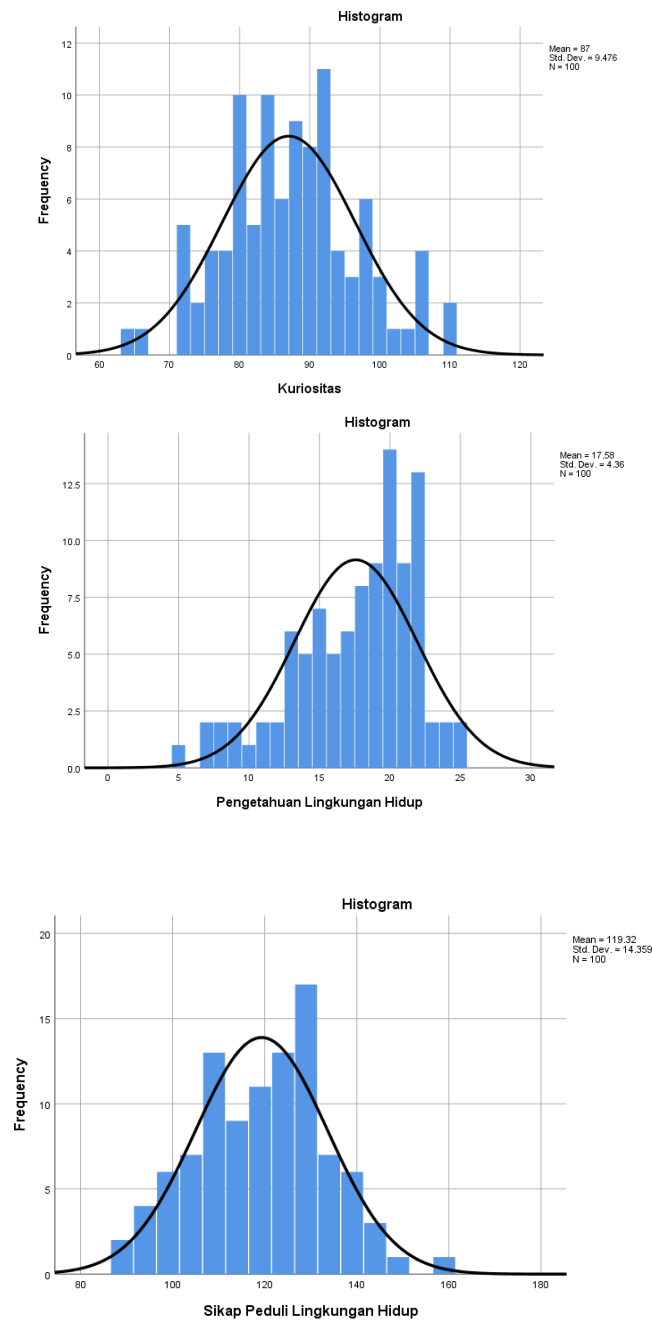 Histogram
Mean = 87
Std. Dev. = 9.476
N = 100
12
10
8
6
4
2
0
Frequency
60 70 80 90 100 110 120
Kuriositas
Histogram
Mean = 17.58
Std. Dev. = 4.36
N = 100
12.5
10.0
7.5
5.0
2.5
0.0
Frequency
0 5 10 15 20 25 30
Pengetahuan Lingkungan Hidup
Histogram
Mean = 119.32
Std. Dev. = 14.359
N = 100
20
15
10
5
0
Frequency
80 100 120 140 160 180
Sikap Peduli Lingkungan Hidup